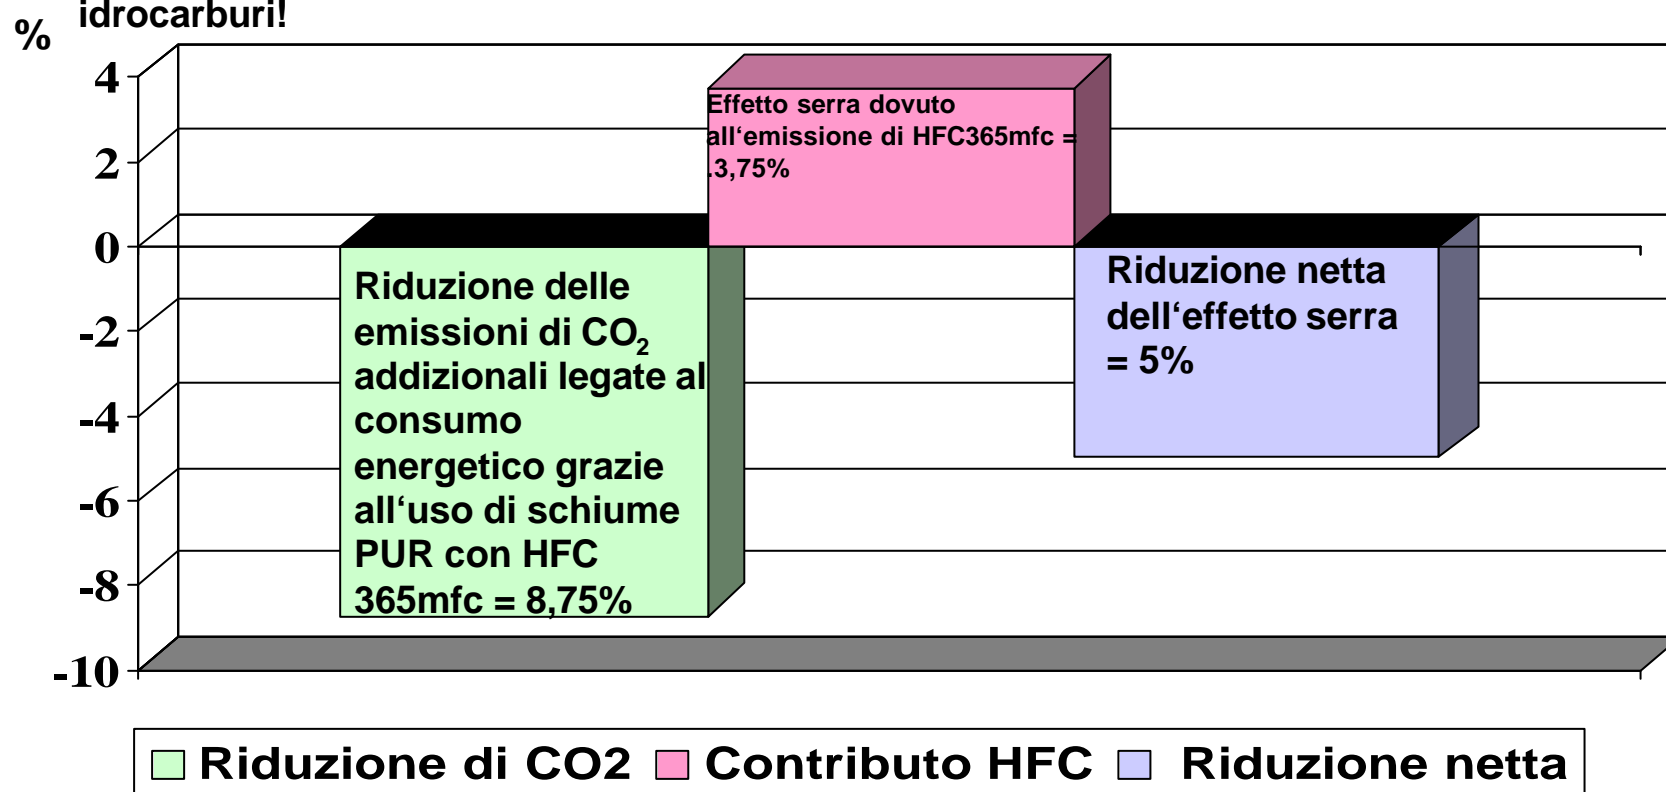 idrocarburi!
%
4
2
0
-2
-4
-6
-8
-10
Riduzione delle
emissioni di CO₂
addizionali legate al
consumo
energetico grazie
all‘uso di schiume
PUR con HFC
365mfc = 8,75%
Effetto serra dovuto
all‘emissione di HFC365mfc =
.3,75%
Riduzione netta
dell‘effetto serra
= 5%
Riduzione di CO2 Contributo HFC Riduzione netta